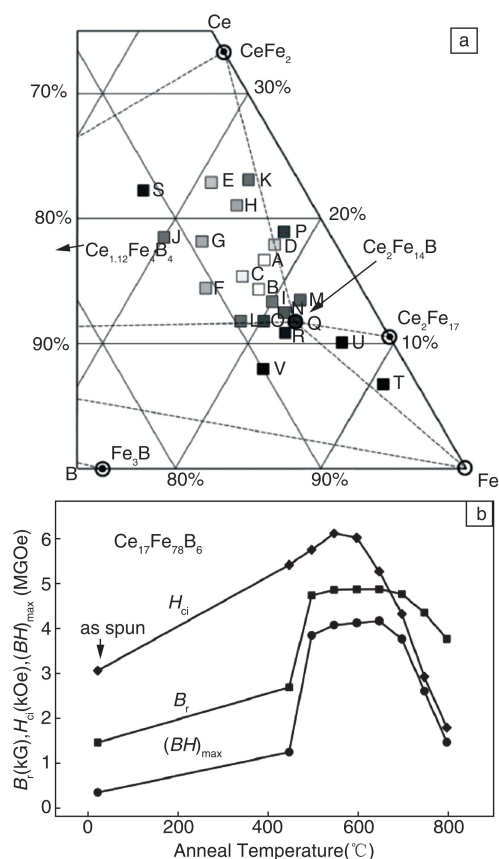 Ce
a
CeFe₂
70%
30%
S
E
K
H
80%
20%
J
G
P
D
Ce₁.₁₂Fe₄B₄
A
Ce₂Fe₁₄B
C
F
B
I
M
N
Ce₂Fe₁₇
L
O
Q
90%
R
U
10%
V
T
Fe₃B
B
80%
90%
Fe
b
Ce₁₇Fe₇₈B₆
6
5
4
3
2
1
0
Hci
as spun
Br
(BH)max
Br(kG),Hci(kOe),(BH)max (MGOe)
0 200 400 600 800
Anneal Temperature(℃)